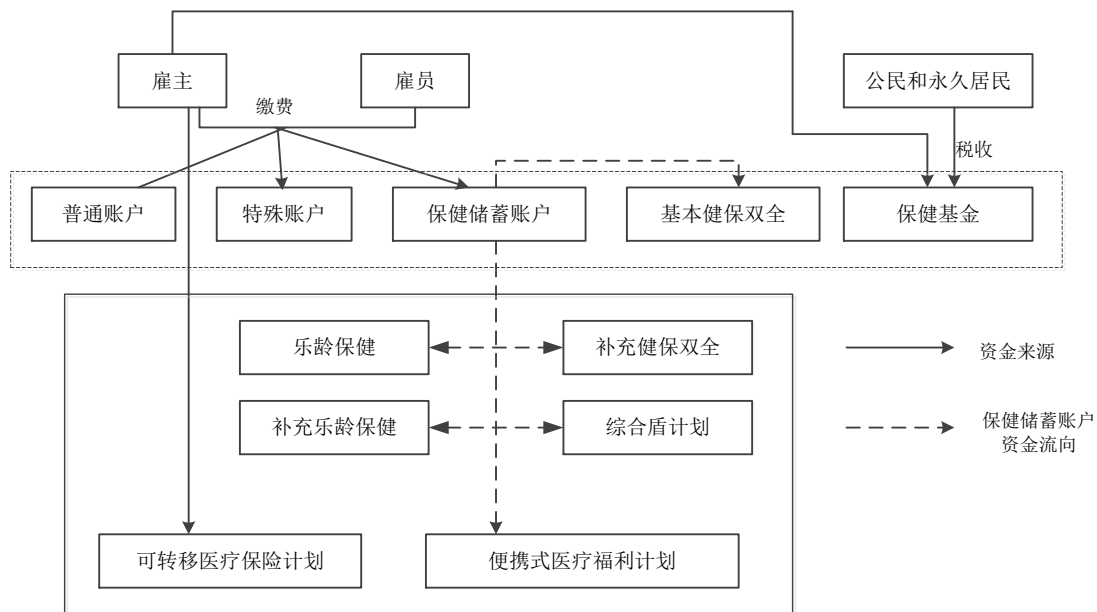 雇主
雇员
公民和永久居民
缴费
税收
普通账户
特殊账户
保健储蓄账户
基本健保双全
保健基金
乐龄保健
补充健保双全
资金来源
补充乐龄保健
综合盾计划
保健储蓄账户
资金流向
可转移医疗保险计划
便携式医疗福利计划